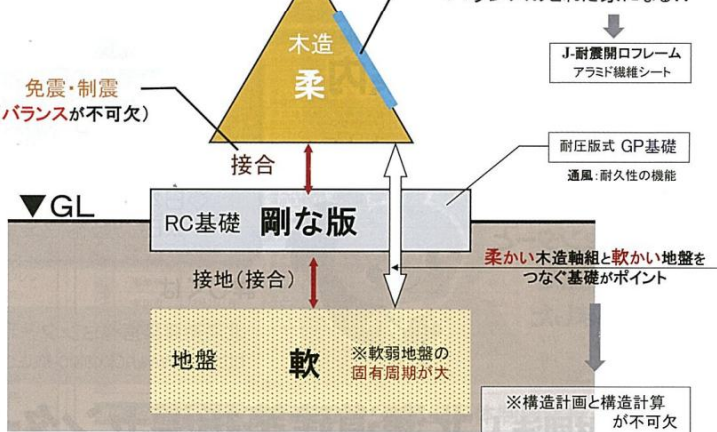 木造
柔
J-耐震開口フレーム
アラミド繊維シート
免震・制震
バランスが不可欠)
接合
耐圧版式 GP基礎
通風:耐久性の機能
▼GL
RC基礎 剛な版
柔かい木造軸組と軟かい地盤を
つなぐ基礎がポイント
接地(接合)
地盤 軟
※軟弱地盤の
固有周期が大
※構造計画と構造計算
が不可欠